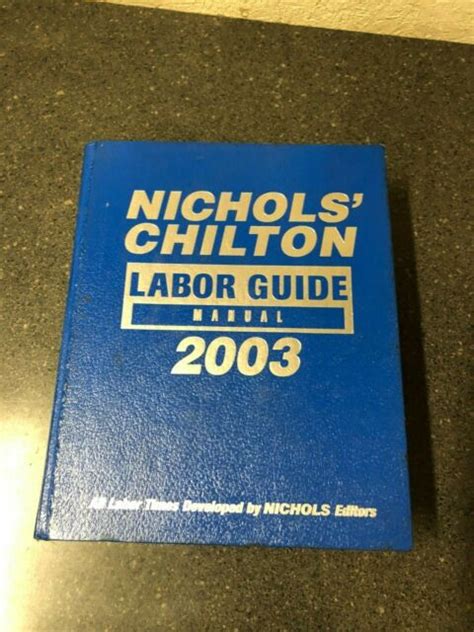 NICHOLS'
CHILTON
LABOR GUIDE
MANUAL
2003
All Labor Times Developed by NICHOLS Editors